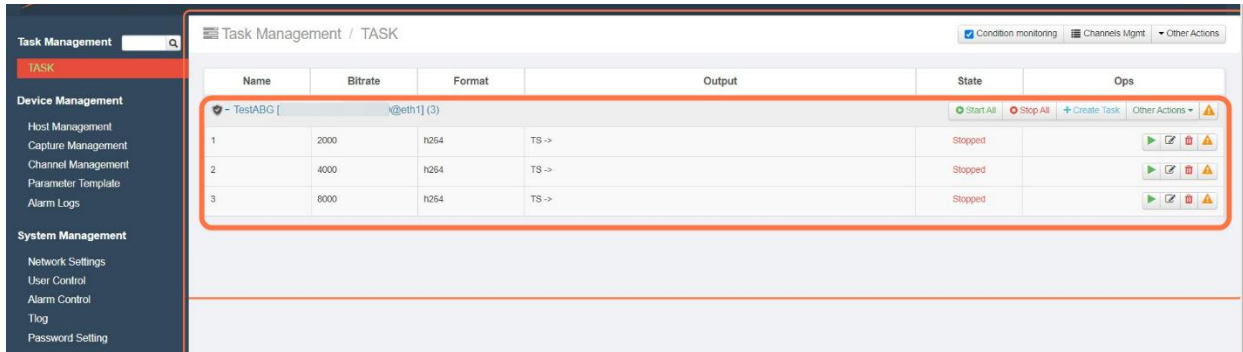 Task Management
TASK
Device Management
Host Management
Capture Management
Channel Management
Parameter Template
Alarm Logs
System Management
Network Settings
User Control
Alarm Control
Tlog
Password Setting
Task Management / TASK
Condition monitoring Channels Mgmt Other Actions
Name Bitrate Format Output State Ops
- TestABG [ @eth1] (3) Start All Stop All + Create Task Other Actions
1 2000 h264 TS -> Stopped
2 4000 h264 TS -> Stopped
3 8000 h264 TS -> Stopped